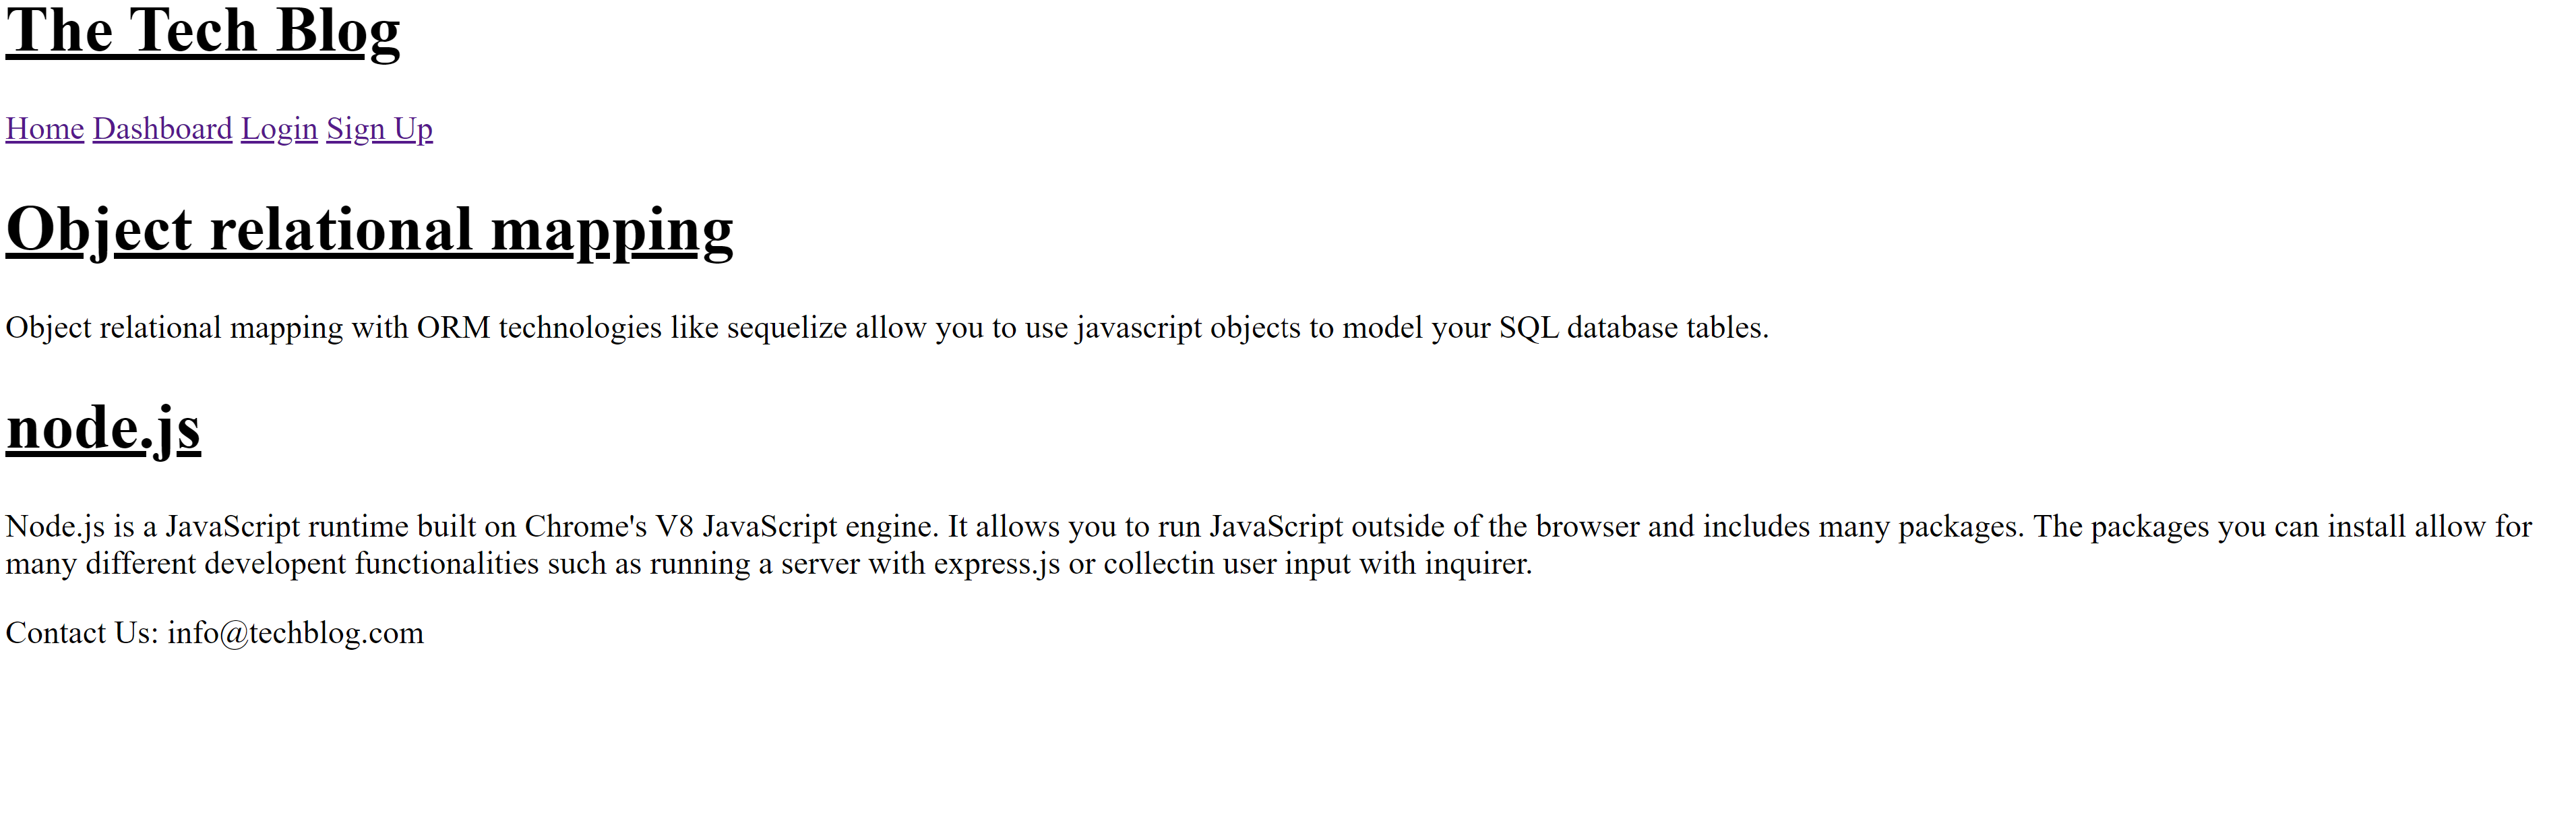 The Tech Blog
Home Dashboard Login Sign Up
Object relational mapping
Object relational mapping with ORM technologies like sequelize allow you to use javascript objects to model your SQL database tables.
node.js
Node.js is a JavaScript runtime built on Chrome's V8 JavaScript engine. It allows you to run JavaScript outside of the browser and includes many packages. The packages you can install allow for
many different developent functionalities such as running a server with express.js or collectin user input with inquirer.
Contact Us: info@techblog.com